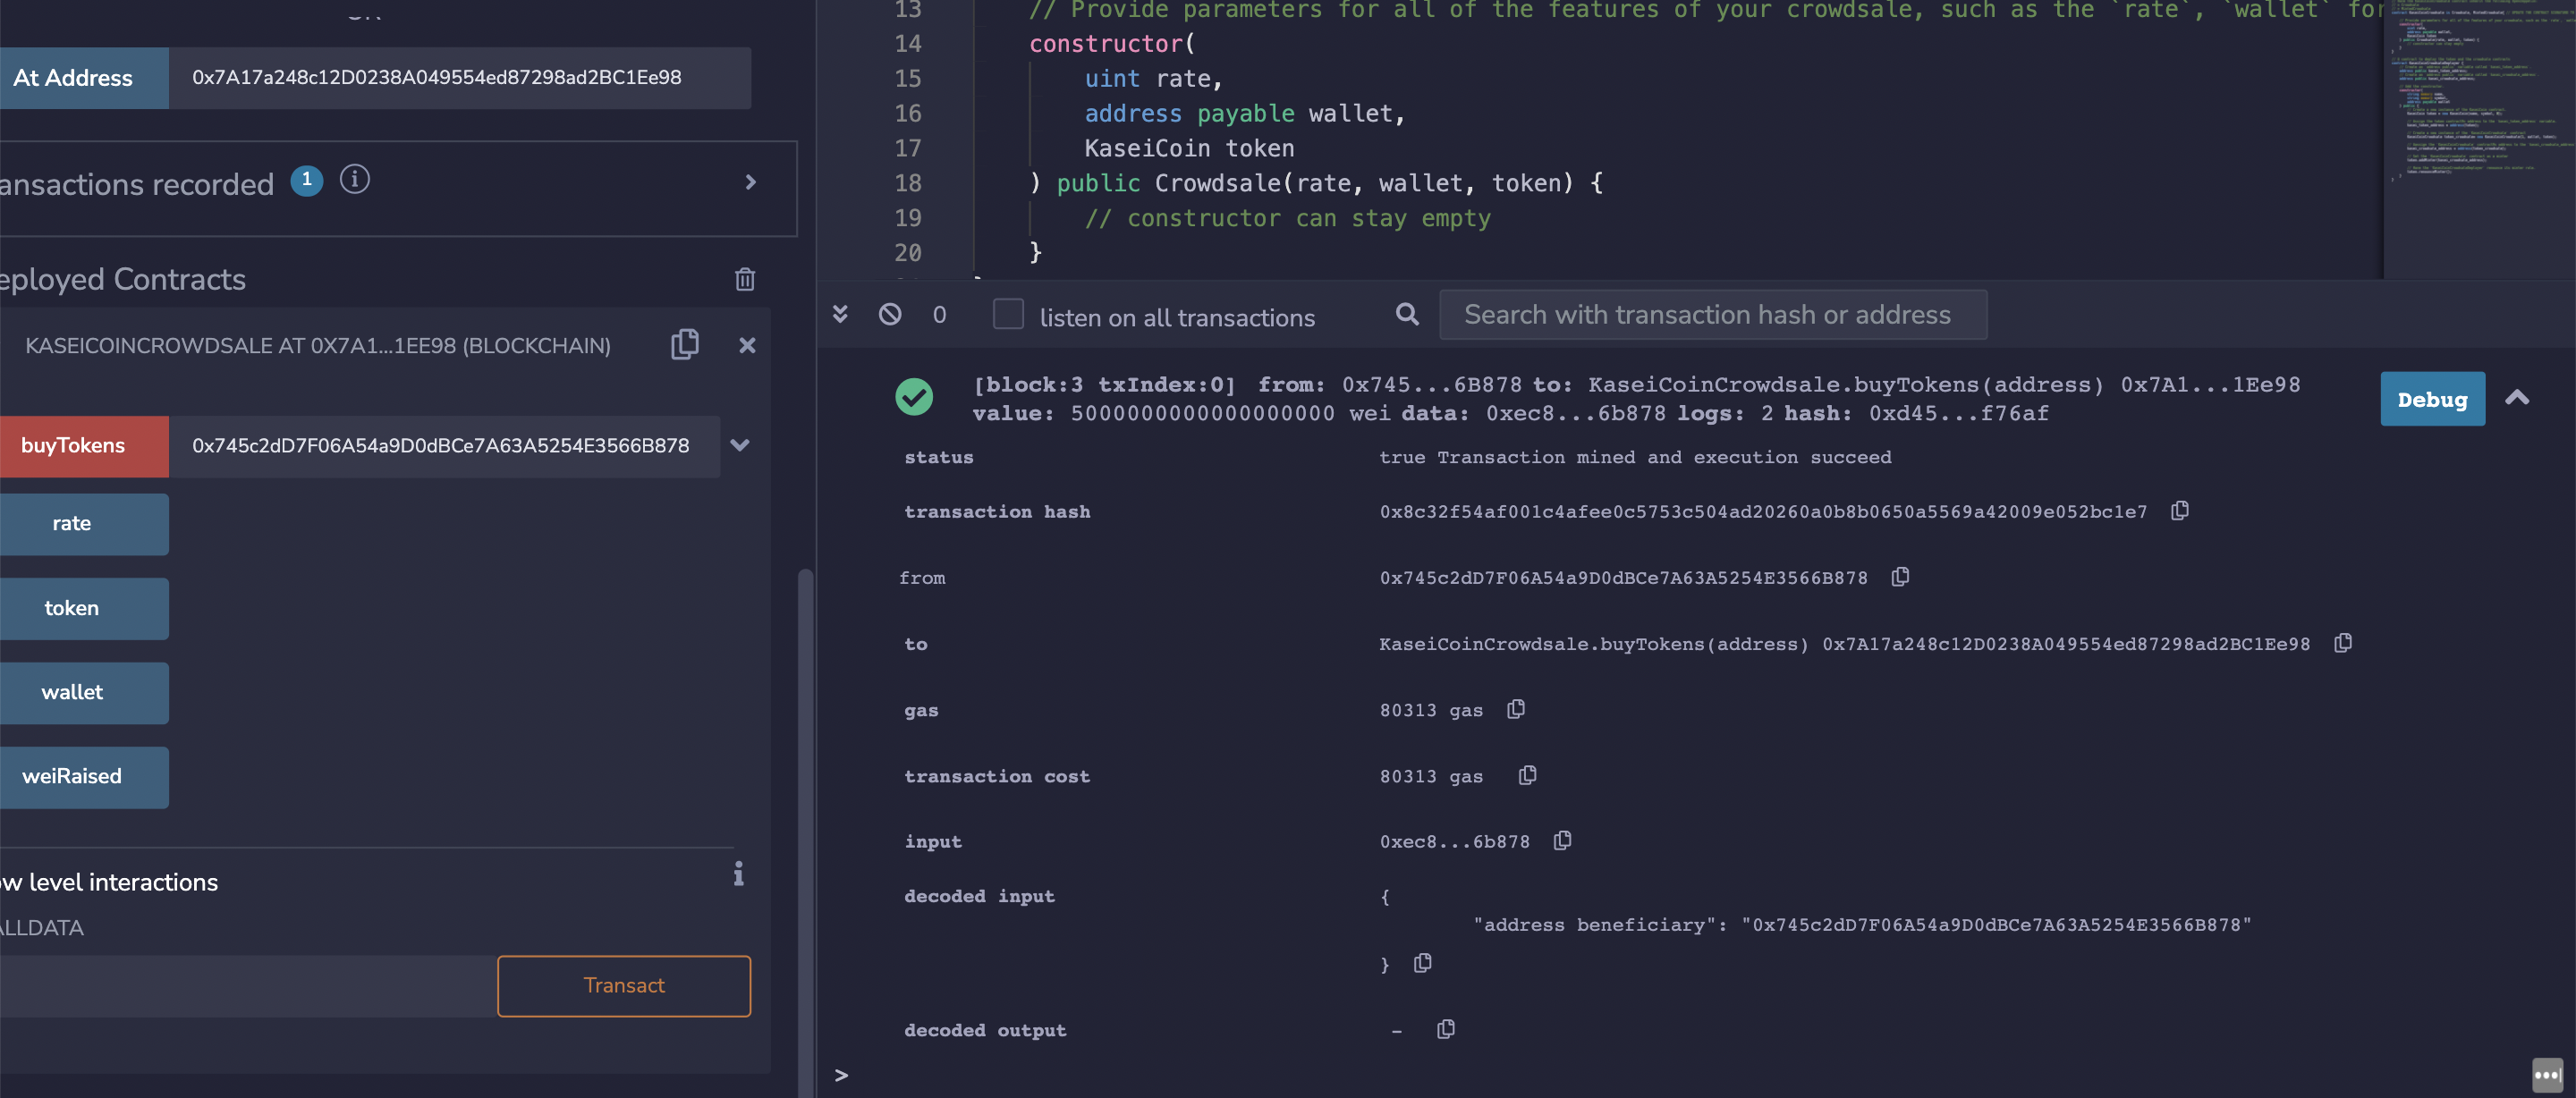 At Address 0x7A17a248c12D0238A049554ed87298ad2BC1Ee98
ansactions recorded 1
eployed Contracts
KASEICOINCROWDSALE AT 0X7A1...1EE98 (BLOCKCHAIN)
buyTokens 0x745c2dD7F06A54a9D0dBCe7A63A5254E3566B878
rate
token
wallet
weiRaised
ow level interactions
ALLDATA
Transact
13 // Provide parameters for all of the features of your crowdsale, such as the `rate`, `wallet` for
14 constructor(
15 uint rate,
16 address payable wallet,
17 KaseiCoin token
18 ) public Crowdsale(rate, wallet, token) {
19 // constructor can stay empty
20 }
0 listen on all transactions Search with transaction hash or address
[block:3 txIndex:0] from: 0x745...6B878 to: KaseiCoinCrowdsale.buyTokens(address) 0x7A1...1Ee98
value: 5000000000000000000 wei data: 0xec8...6b878 logs: 2 hash: 0xd45...f76af
Debug
status true Transaction mined and execution succeed
transaction hash 0x8c32f54af001c4afee0c5753c504ad20260a0b8b0650a5569a42009e052bc1e7
from 0x745c2dD7F06A54a9D0dBCe7A63A5254E3566B878
to KaseiCoinCrowdsale.buyTokens(address) 0x7A17a248c12D0238A049554ed87298ad2BC1Ee98
gas 80313 gas
transaction cost 80313 gas
input 0xec8...6b878
decoded input {
"address beneficiary": "0x745c2dD7F06A54a9D0dBCe7A63A5254E3566B878"
}
decoded output -
>